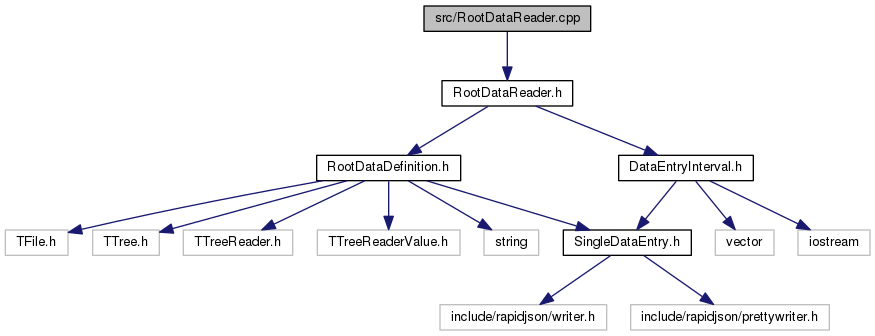 src/RootDataReader.cpp
RootDataReader.h
RootDataDefinition.h
DataEntryInterval.h
TFile.h
TTree.h
TTreeReader.h
TTreeReaderValue.h
string
SingleDataEntry.h
vector
iostream
include/rapidjson/writer.h
include/rapidjson/prettywriter.h